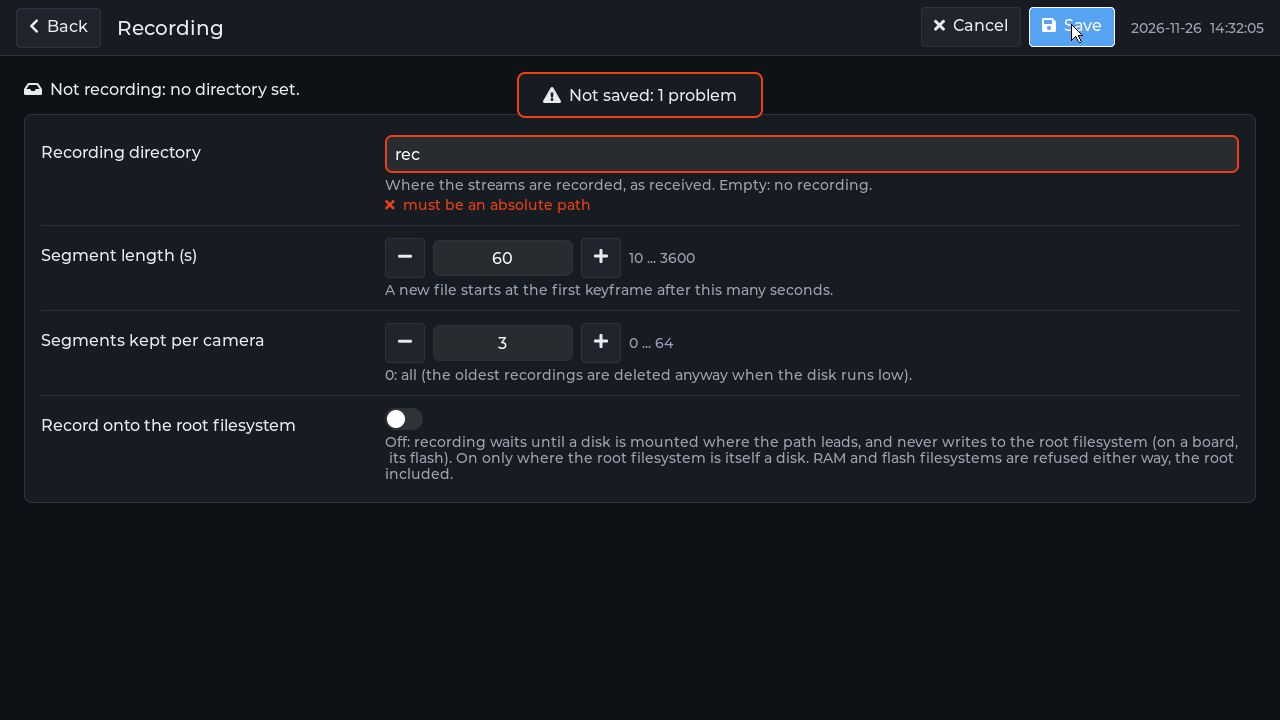 Back
Recording
Cancel
Save
2026-11-26 14:32:05
Not recording: no directory set.
Not saved: 1 problem
Recording directory
rec
Where the streams are recorded, as received. Empty: no recording.
must be an absolute path
Segment length (s)
60
10 ... 3600
A new file starts at the first keyframe after this many seconds.
Segments kept per camera
3
0 ... 64
0: all (the oldest recordings are deleted anyway when the disk runs low).
Record onto the root filesystem
Off: recording waits until a disk is mounted where the path leads, and never writes to the root filesystem (on a board,
its flash). On only where the root filesystem is itself a disk. RAM and flash filesystems are refused either way, the root
included.